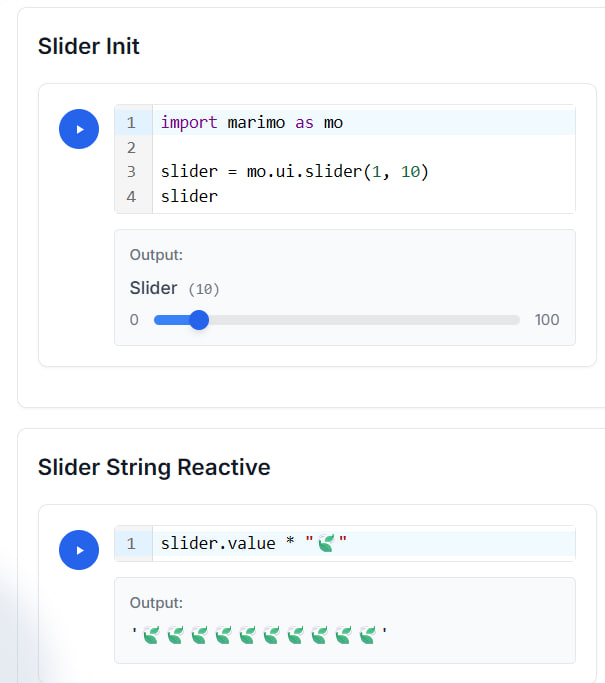 Slider Init
1 import marimo as mo
2
3 slider = mo.ui.slider(1, 10)
4 slider
Output:
Slider (10)
0 100
Slider String Reactive
1 slider.value * "🍃"
Output:
'🍃🍃🍃🍃🍃🍃🍃🍃🍃🍃'